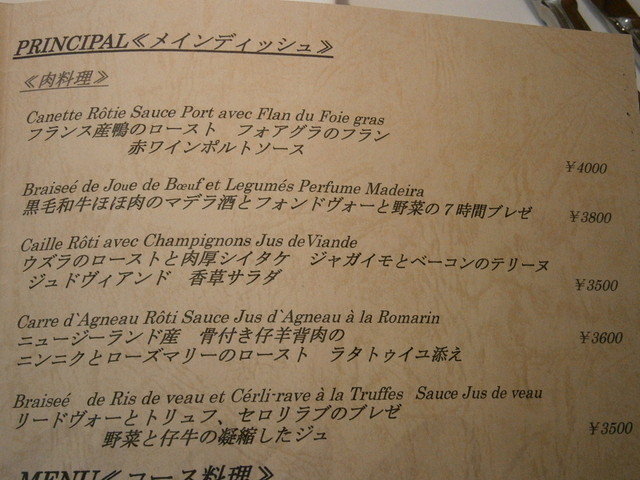 PRINCIPAL≪メインディッシュ≫
≪肉料理≫
Canette Rôtie Sauce Port avec Flan du Foie gras
フランス産鴨のロースト　フォアグラのフラン
赤ワインポルトソース
￥4000
Braiseé de Joue de Bœuf et Legumés Perfume Madeira
黒毛和牛ほほ肉のマデラ酒とフォンドヴォーと野菜の７時間ブレゼ
￥3800
Caille Rôti avec Champignons Jus deViande
ウズラのローストと肉厚シイタケ　ジャガイモとベーコンのテリーヌ
ジュドヴィアンド　香草サラダ
￥3500
Carre d`Agneau Rôti Sauce Jus d`Agneau à la Romarin
ニュージーランド産　骨付き仔羊背肉の
￥3600
ニンニクとローズマリーのロースト　ラタトゥイユ添え
Braiseé de Ris de veau et Cérli-rave à la Truffes Sauce Jus de veau
リードヴォーとトリュフ、セロリラブのブレゼ
野菜と仔牛の凝縮したジュ
￥3500
MENU≪コース料理≫